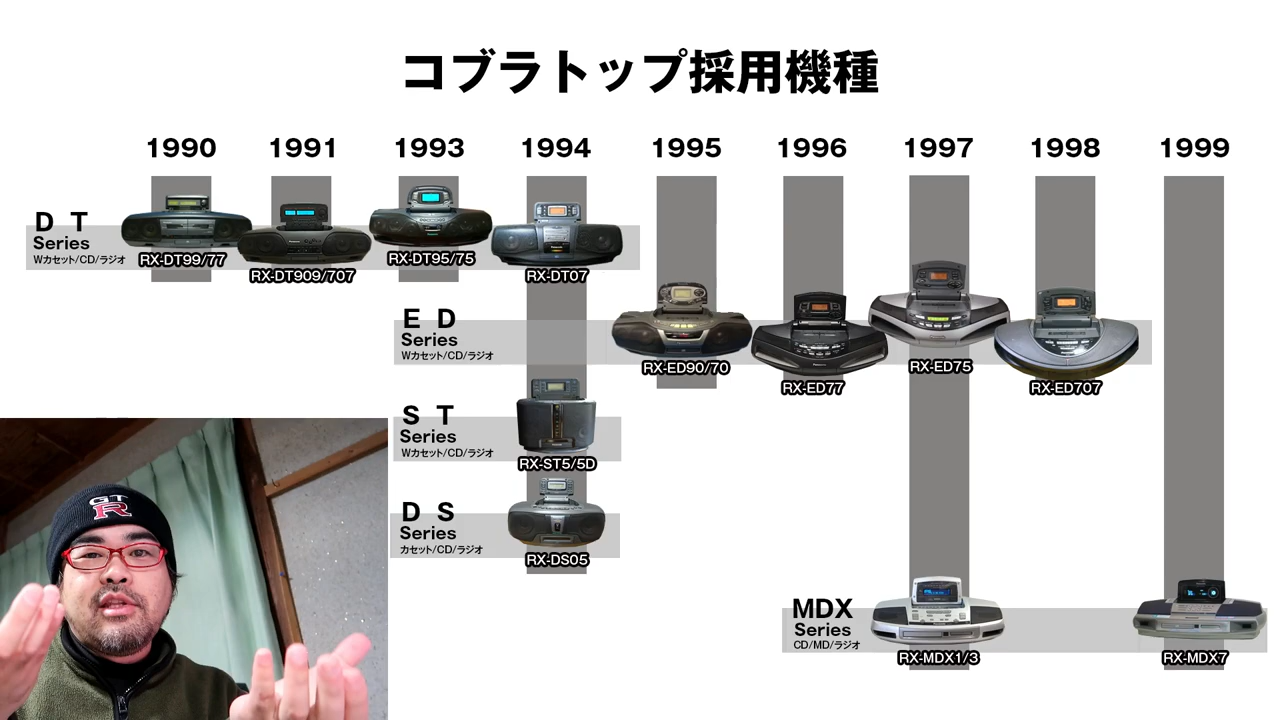 コブラトップ採用機種
1990 1991 1993 1994 1995 1996 1997 1998 1999
D T
Series
Wカセット/CD/ラジオ
RX-DT99/77
RX-DT909/707
RX-DT95/75
RX-DT07
E D
Series
Wカセット/CD/ラジオ
RX-ED90/70
RX-ED77
RX-ED75
RX-ED707
S T
Series
Wカセット/CD/ラジオ
RX-ST5/5D
D S
Series
カセット/CD/ラジオ
RX-DS05
MDX
Series
CD/MD/ラジオ
RX-MDX1/3
RX-MDX7
GT
R